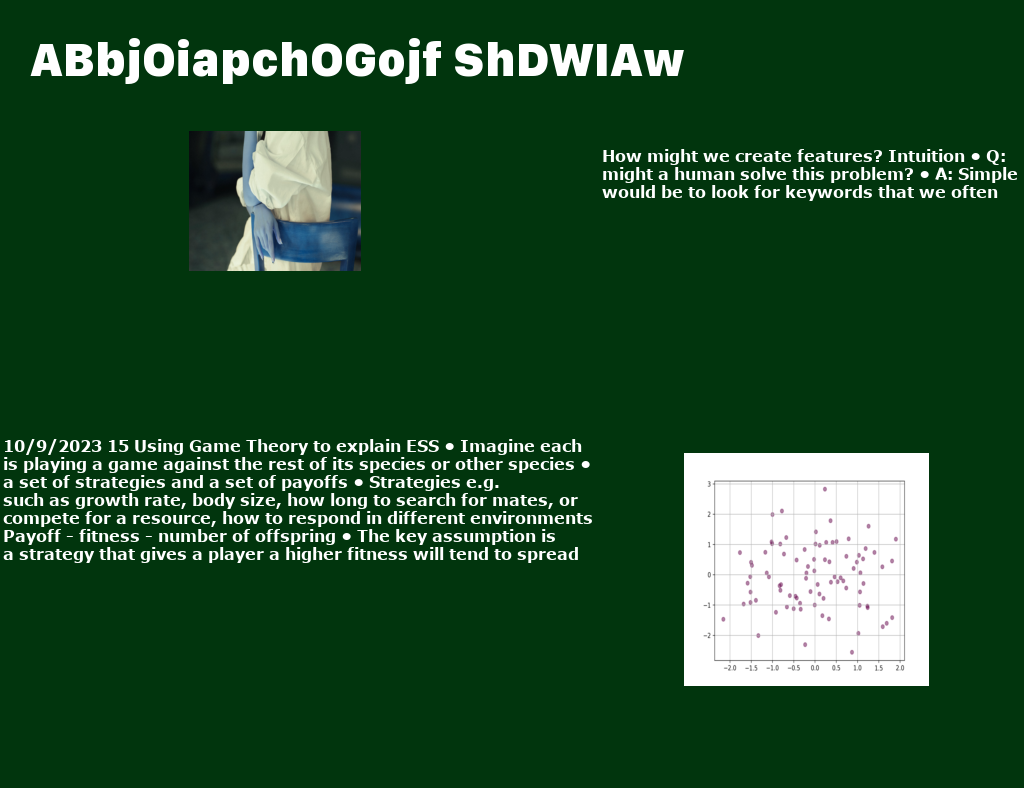 ABbjOiapchOGojf ShDWIAw
How might we create features? Intuition • Q:
might a human solve this problem? • A: Simple
would be to look for keywords that we often
10/9/2023 15 Using Game Theory to explain ESS • Imagine each
is playing a game against the rest of its species or other species •
a set of strategies and a set of payoffs • Strategies e.g.
such as growth rate, body size, how long to search for mates, or
compete for a resource, how to respond in different environments
Payoff – fitness – number of offspring • The key assumption is
a strategy that gives a player a higher fitness will tend to spread
3
2
1
0
−1
−2
−2.0 −1.5 −1.0 −0.5 0.0 0.5 1.0 1.5 2.0